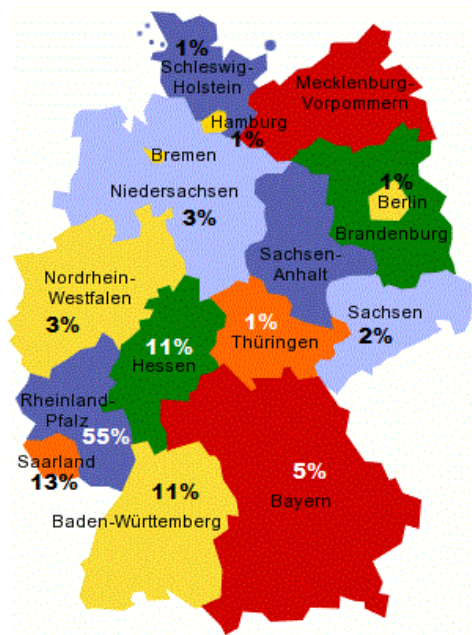 1%
Schleswig-
Holstein
Mecklenburg-
Vorpommern
Hamburg
1%
Bremen
Niedersachsen
3%
1%
Berlin
Brandenburg
Sachsen-
Anhalt
Nordrhein-
Westfalen
3%
11%
Hessen
1%
Thüringen
Sachsen
2%
Rheinland-
Pfalz
55%
Saarland
13%
11%
Baden-Württemberg
5%
Bayern